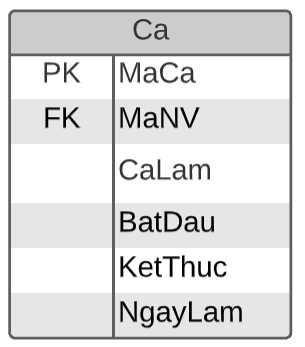 Ca
PK MaCa
FK MaNV
CaLam
BatDau
KetThuc
NgayLam